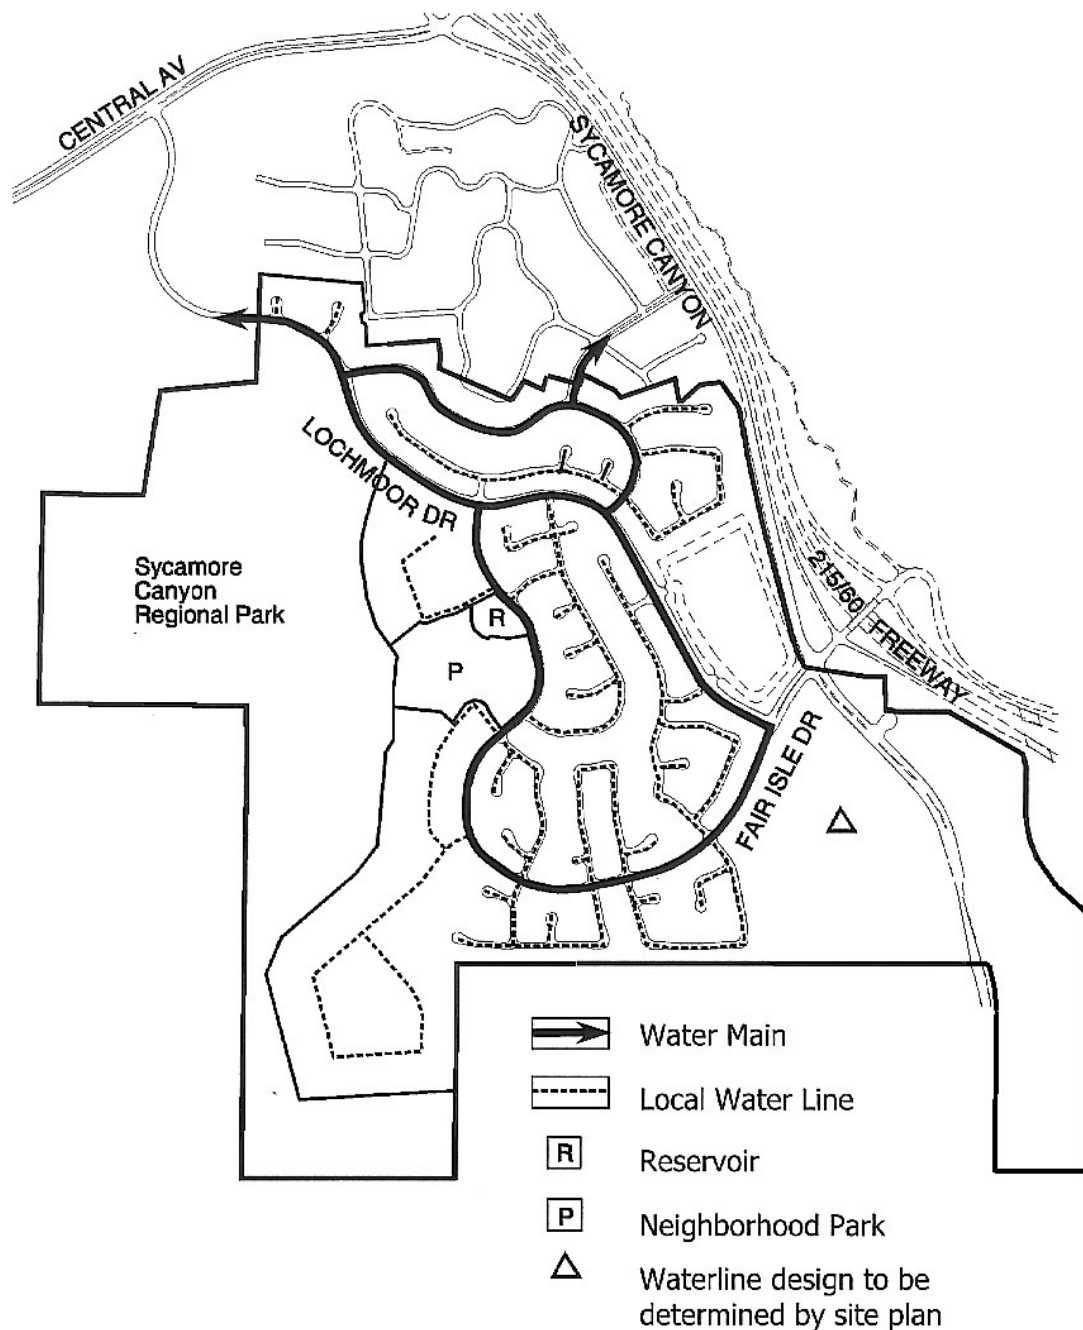 CENTRAL AV
SYCAMORE CANYON
LOCHMOOR DR
Sycamore
Canyon
Regional Park
R
P
215/60
FREEWAY
FAIR ISLE DR
Water Main
Local Water Line
R
Reservoir
P
Neighborhood Park
Waterline design to be
determined by site plan